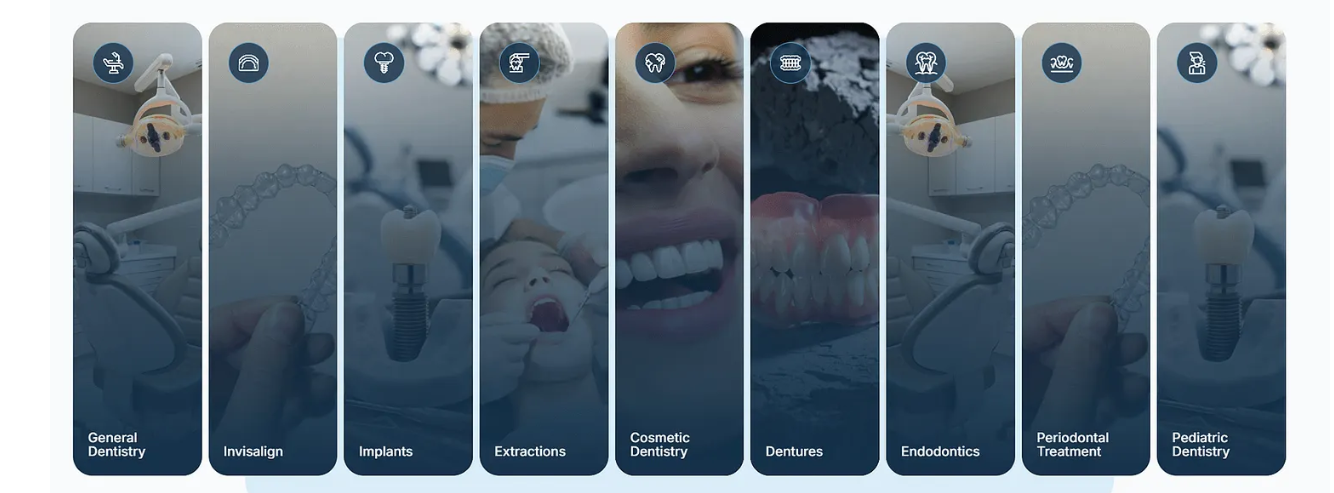 General
Dentistry
Invisalign
Implants
Extractions
Cosmetic
Dentistry
Dentures
Endodontics
Periodontal
Treatment
Pediatric
Dentistry